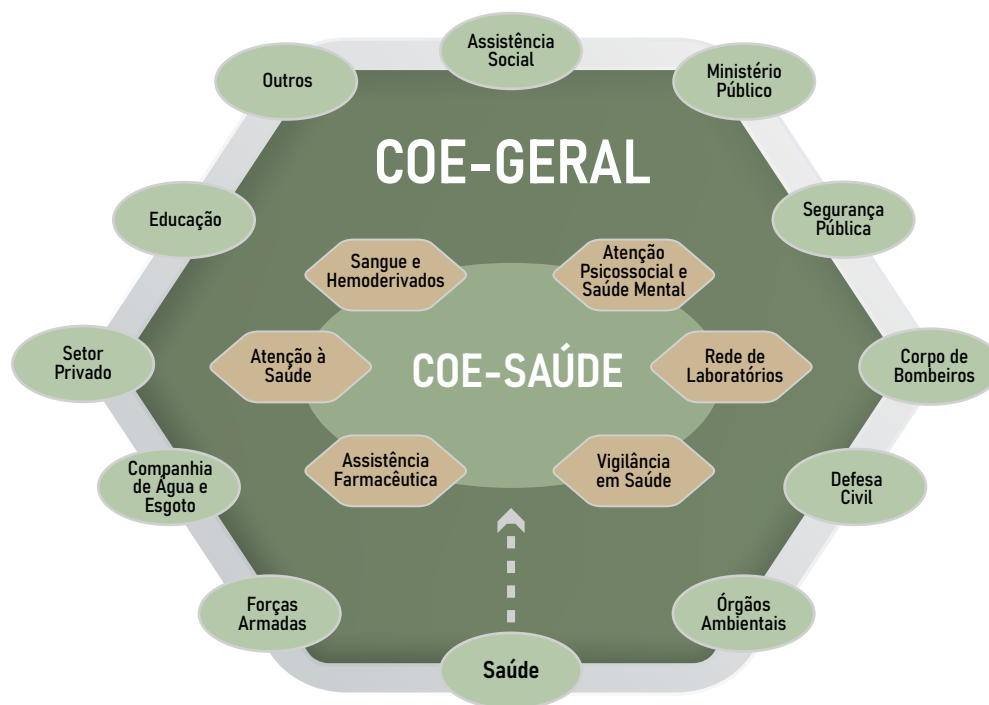 Assistência
Social
Outros
Ministério
Público
COE-GERAL
Educação
Segurança
Pública
Sangue e
Hemoderivados
Atenção
Psicossocial e
Saúde Mental
Setor
Privado
Atenção à
Saúde
COE-SAÚDE
Rede de
Laboratórios
Corpo de
Bombeiros
Companhia
de Água e
Esgoto
Assistência
Farmacêutica
Vigilância
em Saúde
Defesa
Civil
Forças
Armadas
Órgãos
Ambientais
Saúde